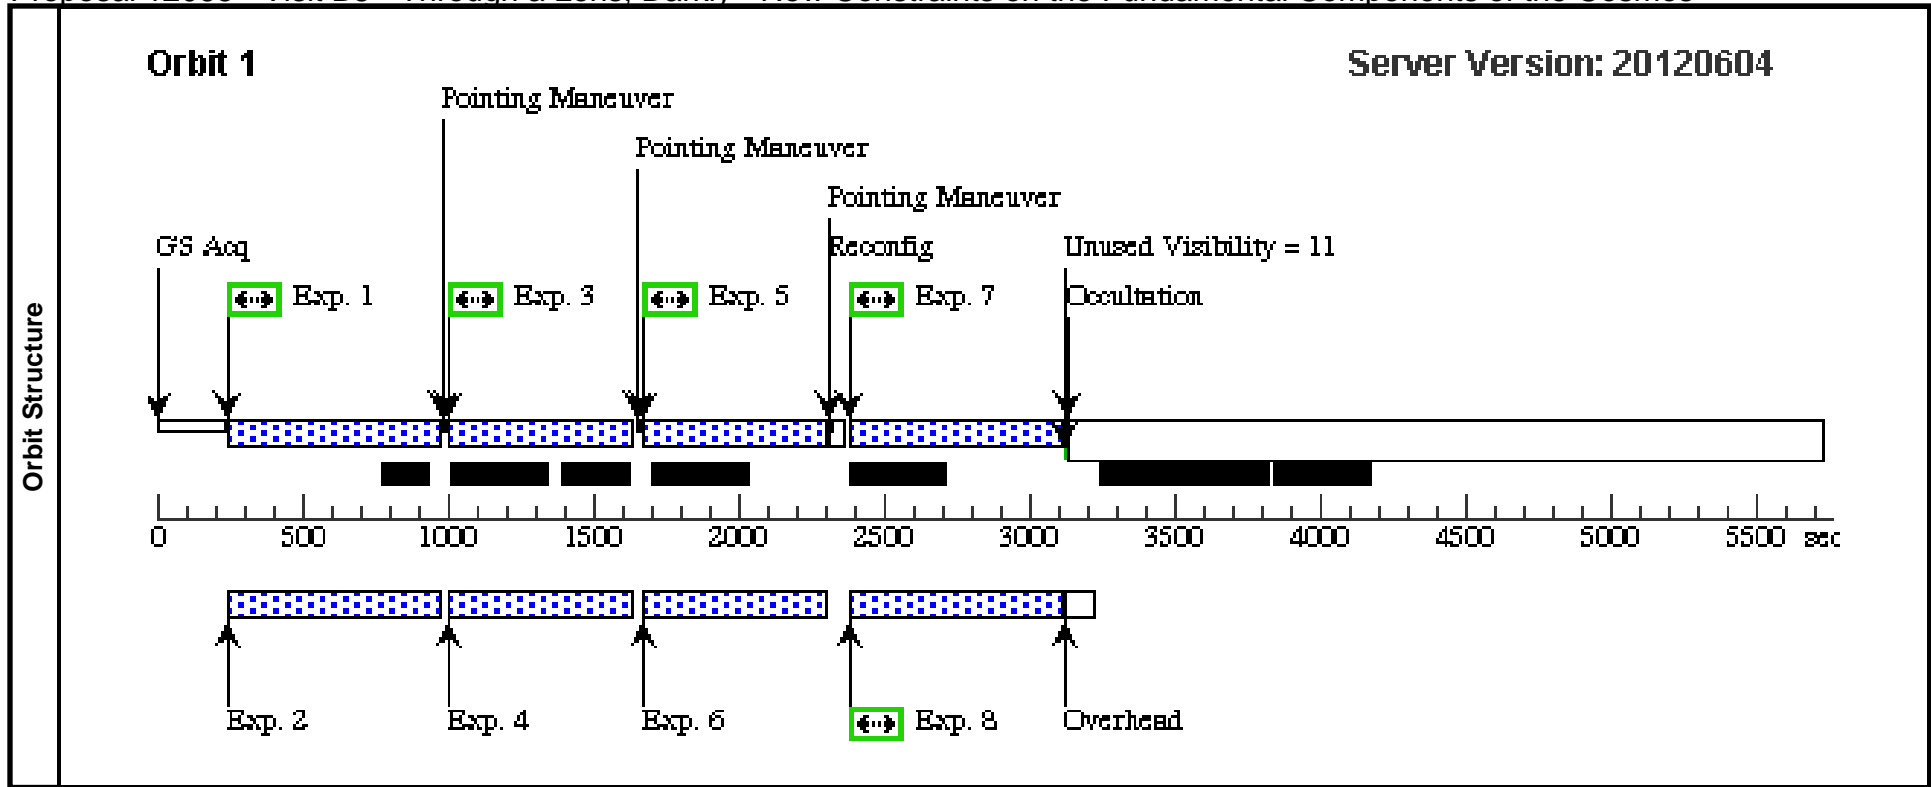 Orbit 1
Server Version: 20120604
Pointing Maneuver
Pointing Maneuver
Pointing Maneuver
GS Acq
Reconfig
Unused Visibility = 11
Exp. 1
Exp. 3
Exp. 5
Exp. 7
Occultation
Orbit Structure
0 500 1000 1500 2000 2500 3000 3500 4000 4500 5000 5500 sec
Exp. 2
Exp. 4
Exp. 6
Exp. 8
Overhead